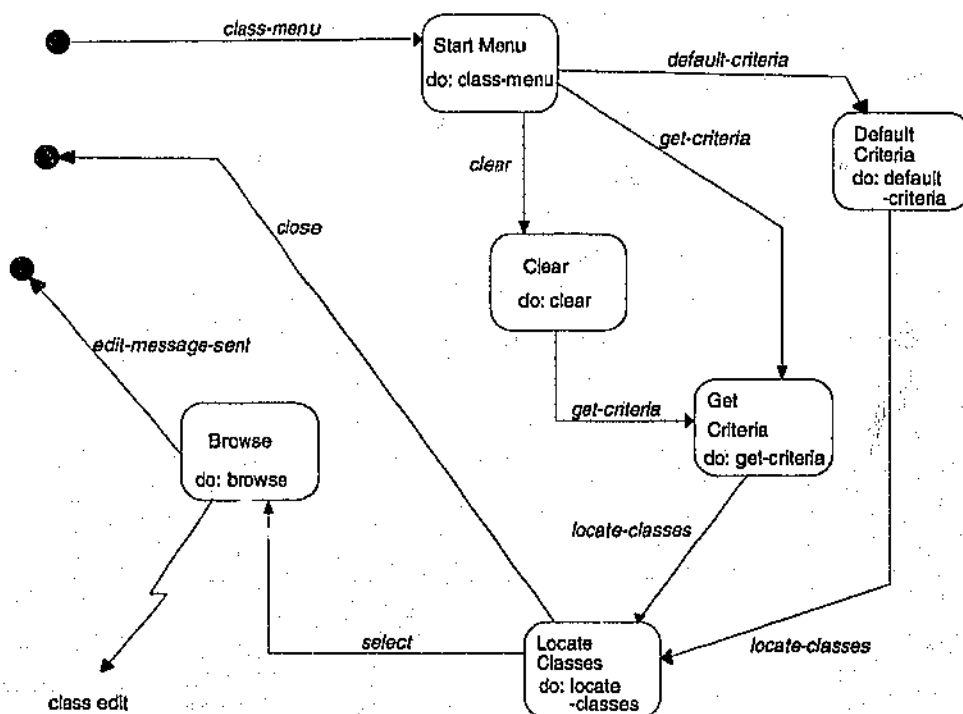 class-menu
Start Menu
do: class-menu
default-criteria
Default
Criteria
do: default
-criteria
get-criteria
clear
close
Clear
do: clear
edit-message-sent
get-criteria
Get
Criteria
do: get-criteria
Browse
do: browse
locate-classes
select
Locate
Classes
do: locate
-classes
locate-classes
class edit